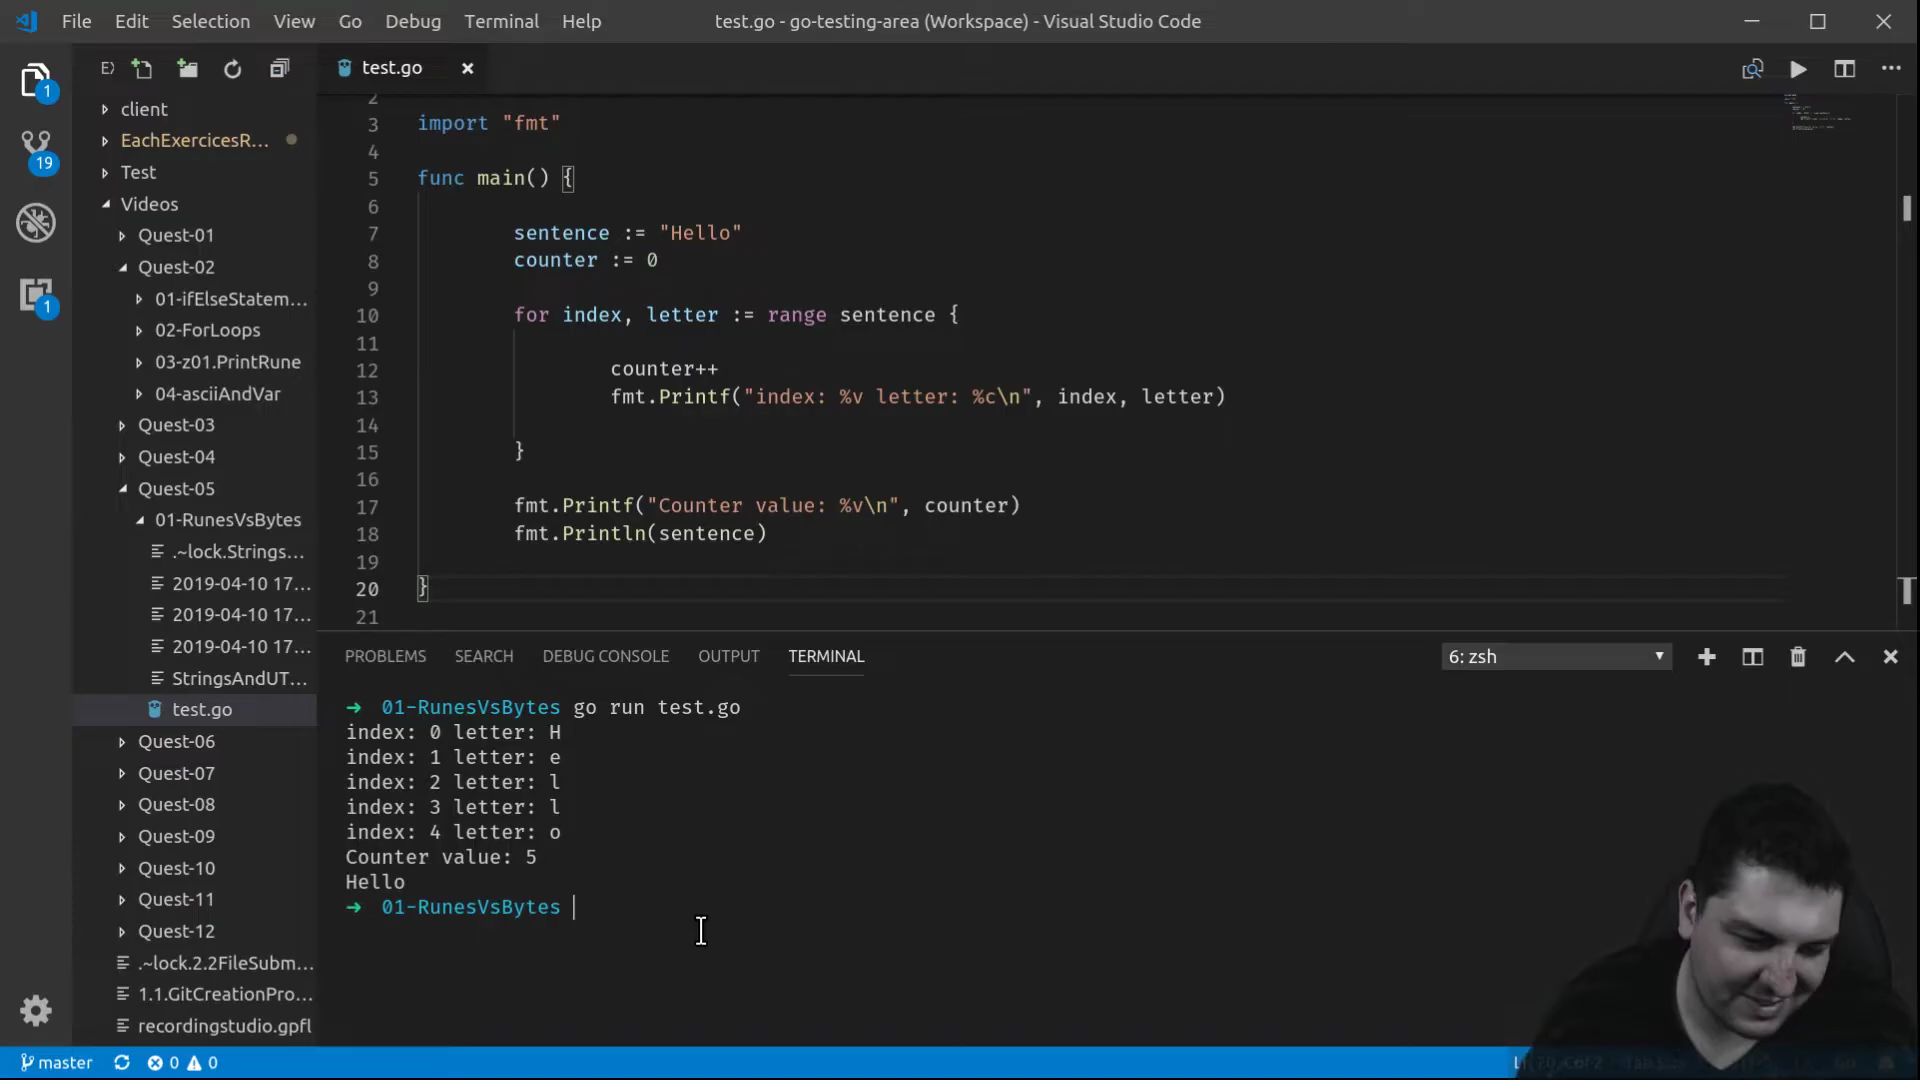 File Edit Selection View Go Debug Terminal Help
test.go - go-testing-area (Workspace) - Visual Studio Code
test.go
1
19
1
client
EachExercicesR...
Test
Videos
Quest-01
Quest-02
01-ifElseStatem...
02-ForLoops
03-z01.PrintRune
04-asciiAndVar
Quest-03
Quest-04
Quest-05
01-RunesVsBytes
.~lock.Strings...
2019-04-10 17...
2019-04-10 17...
2019-04-10 17...
StringsAndUT...
test.go
Quest-06
Quest-07
Quest-08
Quest-09
Quest-10
Quest-11
Quest-12
.~lock.2.2FileSubm...
1.1.GitCreationPro...
recordingstudio.gpfl
2
3 import "fmt"
4
5 func main() {
6
7 sentence := "Hello"
8 counter := 0
9
10 for index, letter := range sentence {
11
12 counter++
13 fmt.Printf("index: %v letter: %c\n", index, letter)
14
15 }
16
17 fmt.Printf("Counter value: %v\n", counter)
18 fmt.Println(sentence)
19
20 }
21
PROBLEMS SEARCH DEBUG CONSOLE OUTPUT TERMINAL
6: zsh
➜ 01-RunesVsBytes go run test.go
index: 0 letter: H
index: 1 letter: e
index: 2 letter: l
index: 3 letter: l
index: 4 letter: o
Counter value: 5
Hello
➜ 01-RunesVsBytes
master 0 0